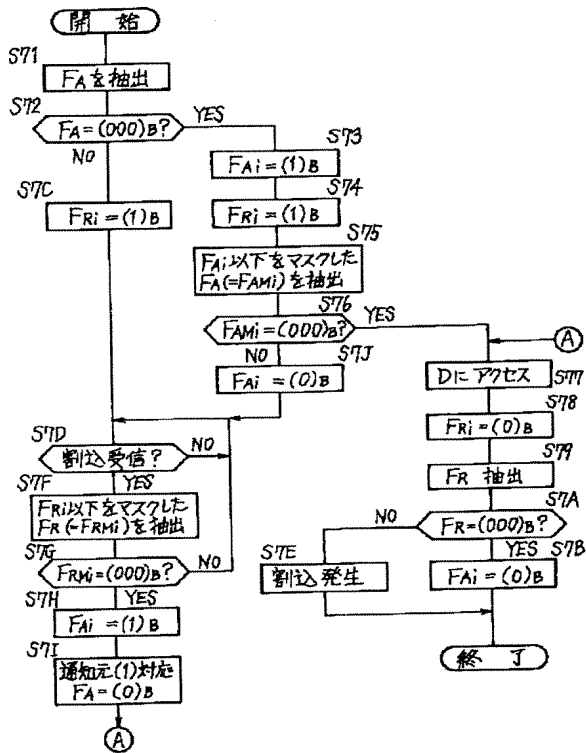 開 始
S71
FAを抽出
S72
FA=(000)B?
YES
NO
S73
FAi=(1)B
S7C
FRi=(1)B
S74
FRi=(1)B
S75
FAi以下をマスクした
FA(=FAMi)を抽出
S76
FAMi=(000)B?
YES
NO
S7J
FAi=(0)B
A
DにアクセスS77
S78
FRi=(0)B
S79
FR 抽出
S7A
FR=(000)B?
NO
YES
S7B
FAi=(0)B
S7E
割込発生
終 了
S7D
割込受信?
NO
YES
S7F
FRi以下をマスクした
FR(=FRMi)を抽出
S7G
FRMi=(000)B?
NO
YES
S7H
FAi=(1)B
S7I
通知元(1)対応
FA=(0)B
A